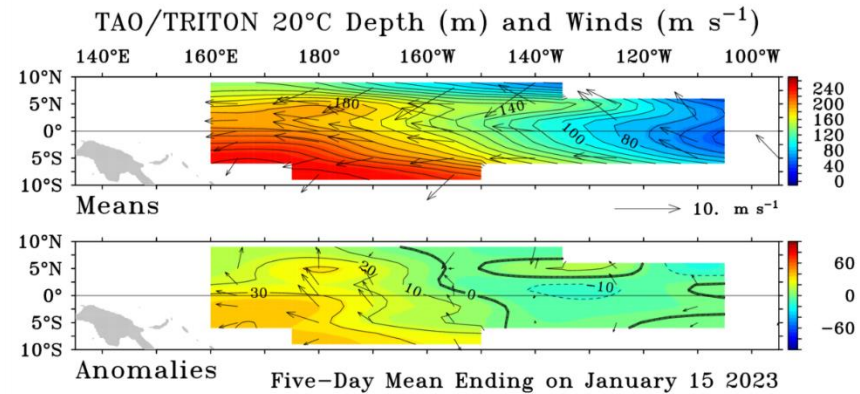 TAO/TRITON 20°C Depth (m) and Winds (m s⁻¹)
140°E 160°E 180° 160°W 140°W 120°W 100°W
10°N
5°N
0°
5°S
10°S
180
140
100
80
240
200
160
120
80
40
0
Means
10. m s⁻¹
10°N
5°N
0°
5°S
10°S
30
20
10
0
-10
60
0
-60
Anomalies
Five-Day Mean Ending on January 15 2023